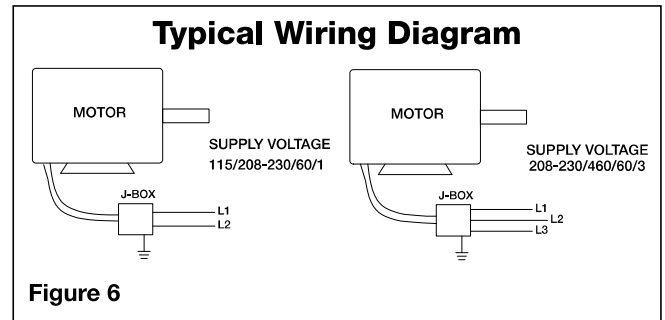 Typical Wiring Diagram
MOTOR
SUPPLY VOLTAGE
115/208-230/60/1
J-BOX
L1
L2
MOTOR
SUPPLY VOLTAGE
208-230/460/60/3
J-BOX
L1
L2
L3
Figure 6